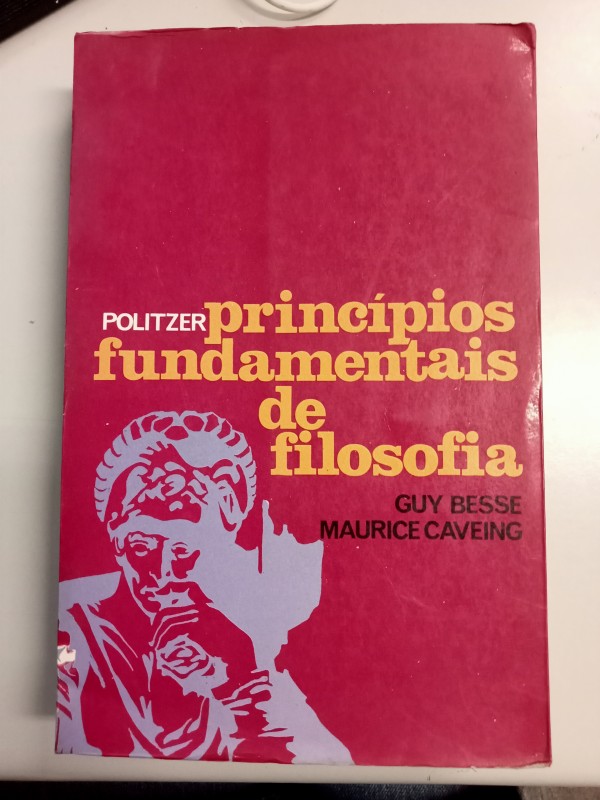 POLITZER princípios
fundamentais
de
filosofia
GUY BESSE
MAURICE CAVEING